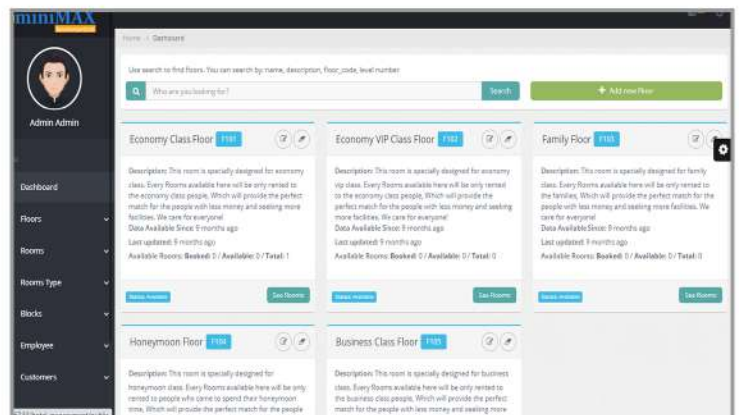 miniMAX
Home > Dashboard
Use search to find floors. You can search by: name, description, floor_code, level number
Who are you looking for?
Search
+ Add new Floor
Admin Admin
Dashboard
Floors
Rooms
Rooms Type
Blocks
Employee
Customers
Economy Class Floor F101
Description: This room is specially designed for economy
class. Every Rooms available here will be only rented to
the economy class people, Which will provide the perfect
match for the people with less money and seeking more
facilities. We care for everyone!
Data Available Since: 9 months ago
Last updated: 9 months ago
Available Rooms: Booked: 0 / Available: 0 / Total: 1
Status: Available
See Rooms
Economy VIP Class Floor F102
Description: This room is specially designed for economy
vip class. Every Rooms available here will be only rented
to the economy class people, Which will provide the
perfect match for the people with less money and seeking
more facilities. We care for everyone!
Data Available Since: 9 months ago
Last updated: 9 months ago
Available Rooms: Booked: 0 / Available: 0 / Total: 0
Status: Available
See Rooms
Family Floor F103
Description: This room is specially designed for family
class. Every Rooms available here will be only rented to
the families, Which will provide the perfect match for the
people with less money and seeking more facilities. We
care for everyone!
Data Available Since: 9 months ago
Last updated: 9 months ago
Available Rooms: Booked: 0 / Available: 0 / Total: 0
Status: Available
See Rooms
Honeymoon Floor F104
Description: This room is specially designed for
honeymoon class. Every Rooms available here will be only
rented to people who came to spend their honeymoon
time, Which will provide the perfect match for the people
Business Class Floor F105
Description: This room is specially designed for business
class. Every Rooms available here will be only rented to
the business class people, Which will provide the perfect
match for the people with less money and seeking more